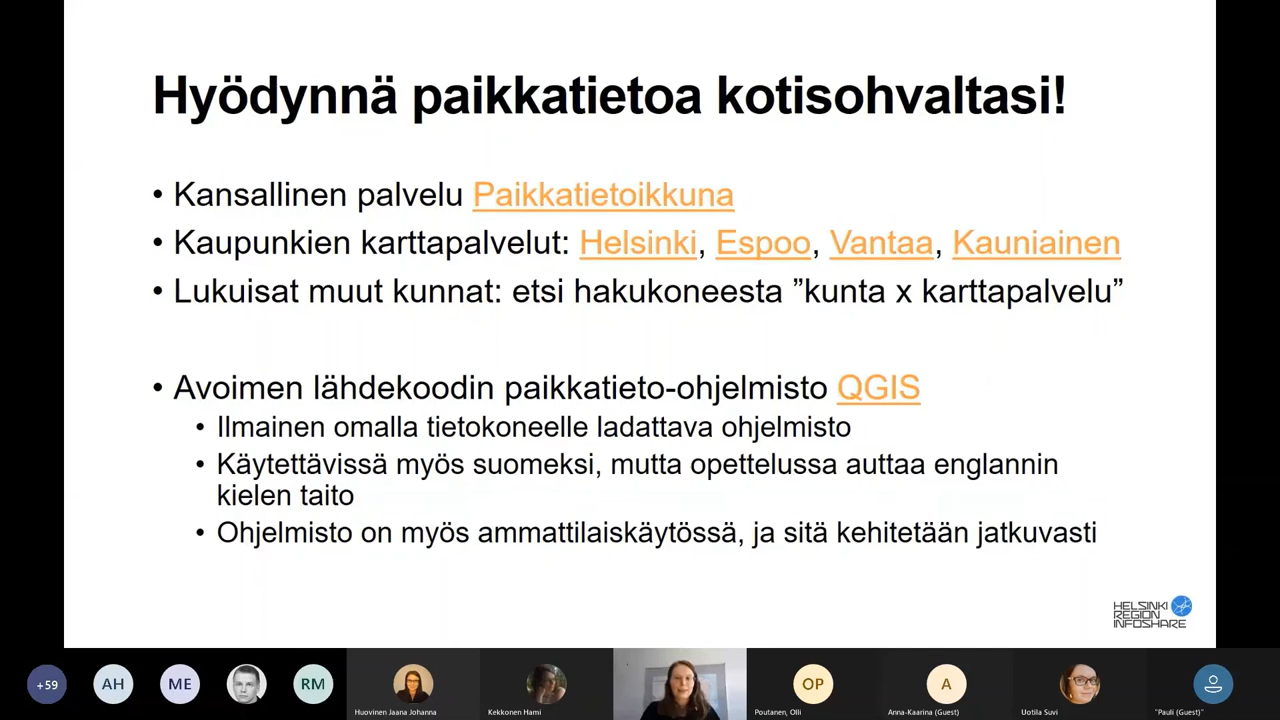 Hyödynnä paikkatietoa kotisohvaltasi!
• Kansallinen palvelu Paikkatietoikkuna
• Kaupunkien karttapalvelut: Helsinki, Espoo, Vantaa, Kauniainen
• Lukuisat muut kunnat: etsi hakukoneesta ”kunta x karttapalvelu”
• Avoimen lähdekoodin paikkatieto-ohjelmisto QGIS
• Ilmainen omalla tietokoneelle ladattava ohjelmisto
• Käytettävissä myös suomeksi, mutta opettelussa auttaa englannin
kielen taito
• Ohjelmisto on myös ammattilaiskäytössä, ja sitä kehitetään jatkuvasti
HELSINKI
REGION
INFOSHARE
+59
AH
ME
RM
OP
A
Huovinen Jaana Johanna
Kekkonen Hami
Poutanen, Olli
Anna-Kaarina (Guest)
Uotila Suvi
"Pauli (Guest)"